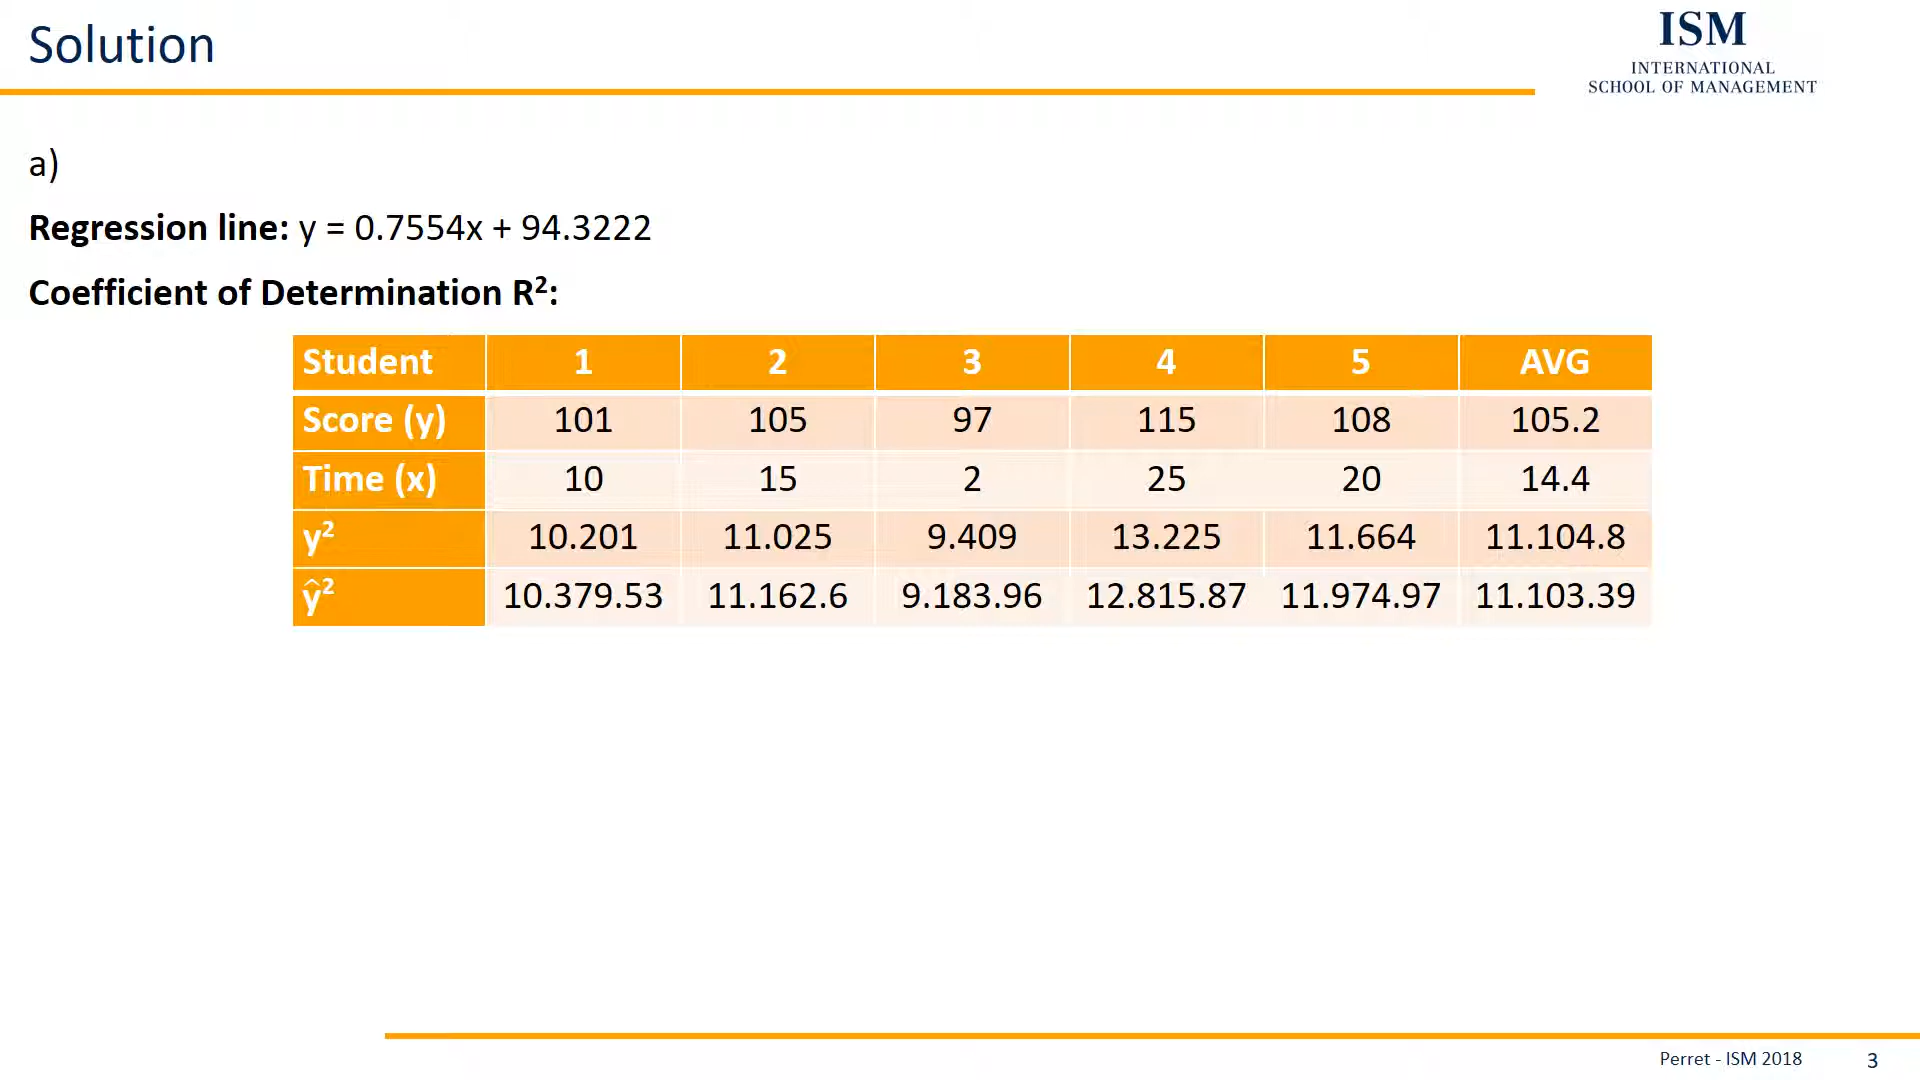 Solution
ISM
INTERNATIONAL
SCHOOL OF MANAGEMENT
a)
Regression line: y = 0.7554x + 94.3222
Coefficient of Determination R²:
Student 1 2 3 4 5 AVG
Score (y) 101 105 97 115 108 105.2
Time (x) 10 15 2 25 20 14.4
y² 10.201 11.025 9.409 13.225 11.664 11.104.8
ŷ² 10.379.53 11.162.6 9.183.96 12.815.87 11.974.97 11.103.39
Perret - ISM 2018 3